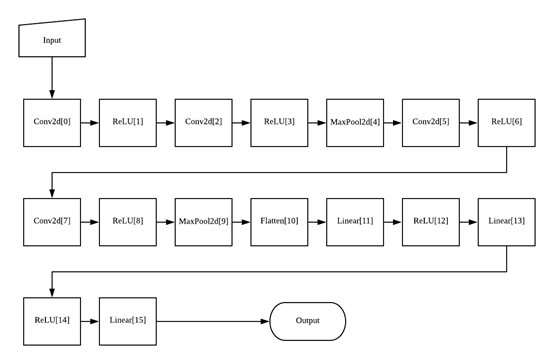 Input
Conv2d[0]
ReLU[1]
Conv2d[2]
ReLU[3]
MaxPool2d[4]
Conv2d[5]
ReLU[6]
Conv2d[7]
ReLU[8]
MaxPool2d[9]
Flatten[10]
Linear[11]
ReLU[12]
Linear[13]
ReLU[14]
Linear[15]
Output